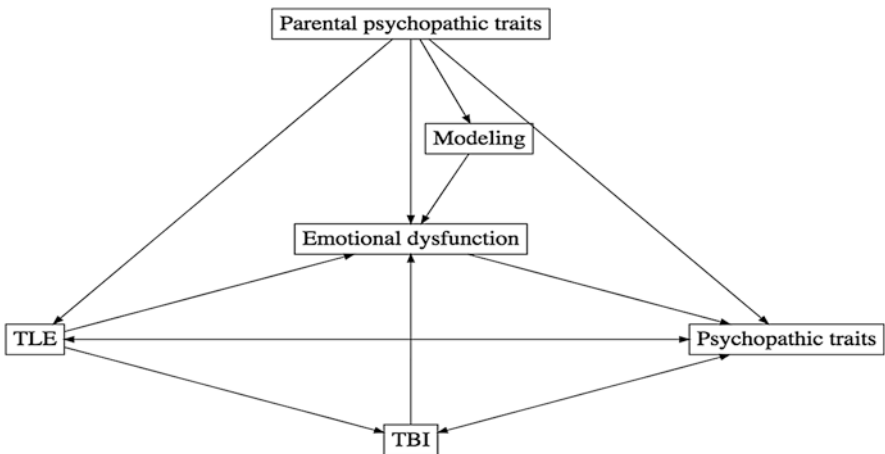 Parental psychopathic traits
Modeling
Emotional dysfunction
TLE
Psychopathic traits
TBI